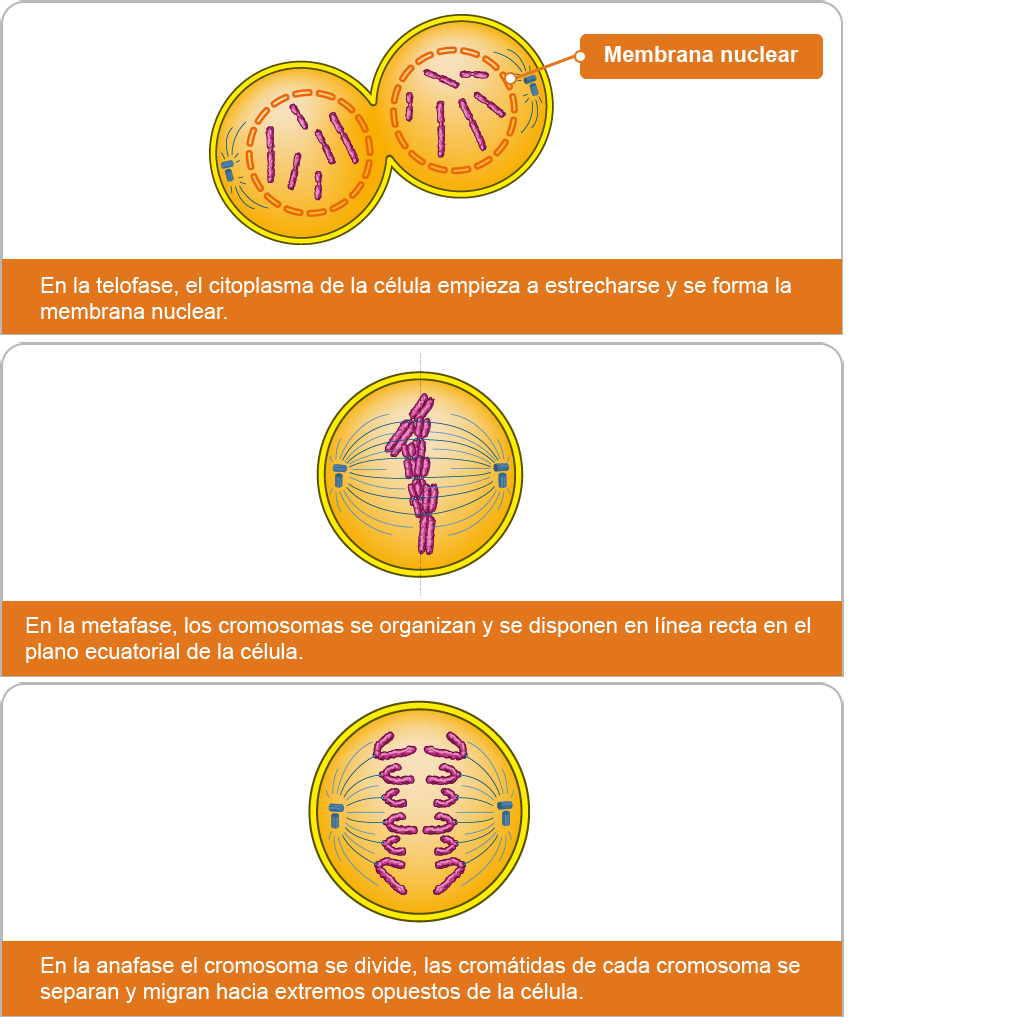 Membrana nuclear
En la telofase, el citoplasma de la célula empieza a estrecharse y se forma la
membrana nuclear.
En la metafase, los cromosomas se organizan y se disponen en línea recta en el
plano ecuatorial de la célula.
En la anafase el cromosoma se divide, las cromátidas de cada cromosoma se
separan y migran hacia extremos opuestos de la célula.